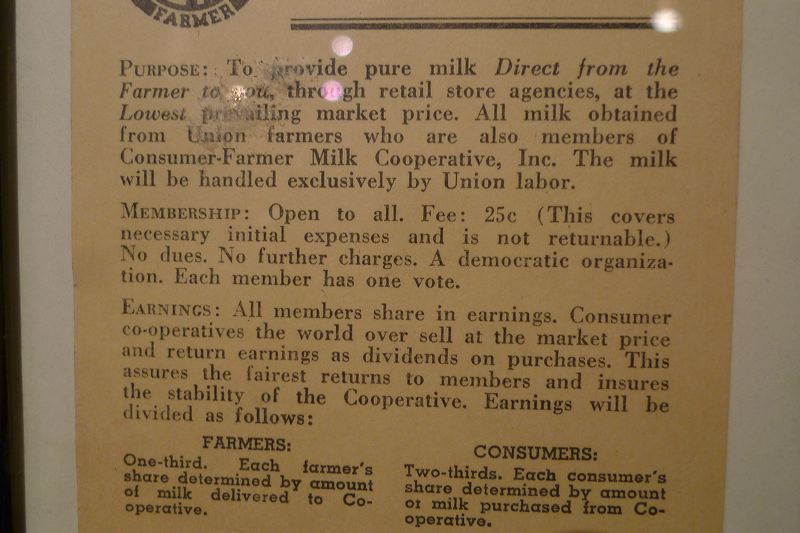 FARMER
PURPOSE: To provide pure milk Direct from the
Farmer to you, through retail store agencies, at the
Lowest prevailing market price. All milk obtained
from Union farmers who are also members of
Consumer-Farmer Milk Cooperative, Inc. The milk
will be handled exclusively by Union labor.
MEMBERSHIP: Open to all. Fee: 25c (This covers
necessary initial expenses and is not returnable.)
No dues. No further charges. A democratic organiza-
tion. Each member has one vote.
EARNINGS: All members share in earnings. Consumer
co-operatives the world over sell at the market price
and return earnings as dividends on purchases. This
assures the fairest returns to members and insures
the stability of the Cooperative. Earnings will be
divided as follows:
FARMERS:
One-third. Each farmer's
share determined by amount
of milk delivered to Co-
operative.
CONSUMERS:
Two-thirds. Each consumer's
share determined by amount
of milk purchased from Co-
operative.